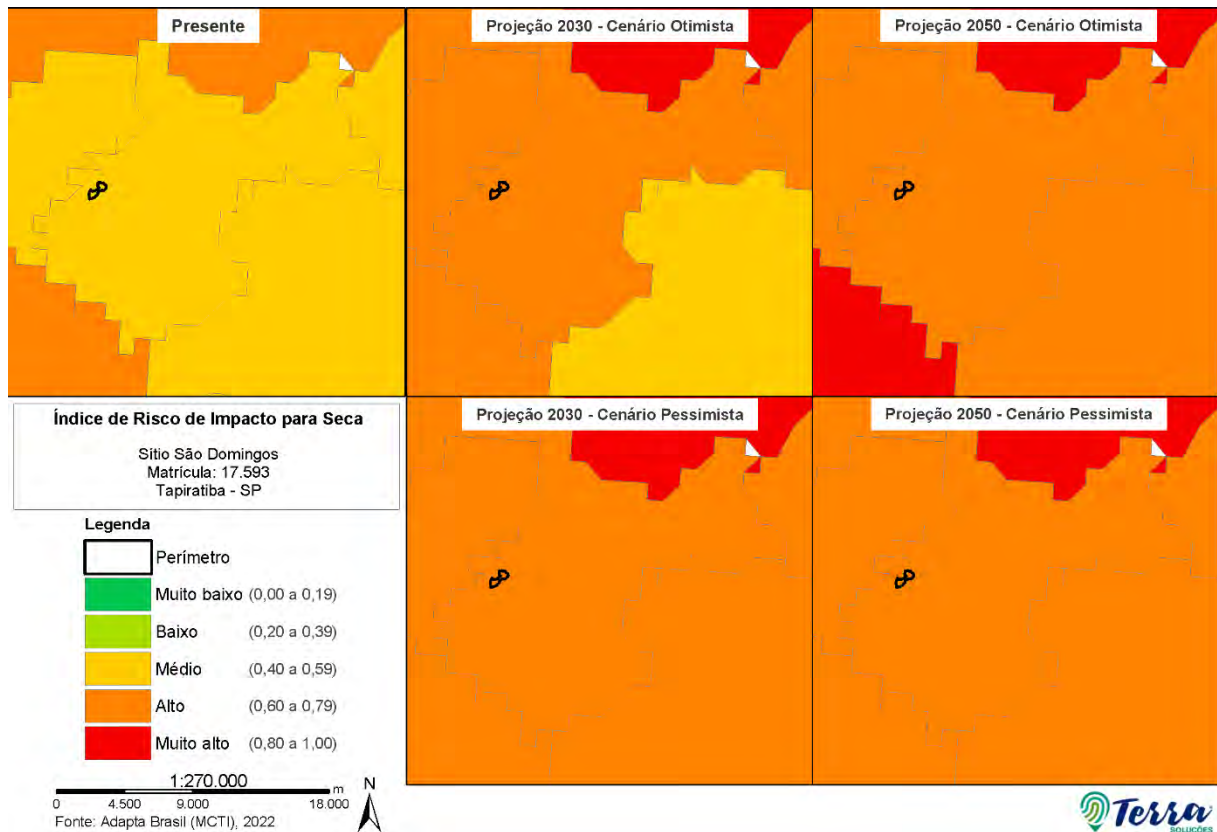 Presente
Projeção 2030 - Cenário Otimista
Projeção 2050 - Cenário Otimista
Índice de Risco de Impacto para Seca
Sítio São Domingos
Matrícula: 17.593
Tapiratiba - SP
Legenda
Perímetro
Muito baixo (0,00 a 0,19)
Baixo (0,20 a 0,39)
Médio (0,40 a 0,59)
Alto (0,60 a 0,79)
Muito alto (0,80 a 1,00)
1:270.000
m
N
0 4.500 9.000 18.000
Fonte: Adapta Brasil (MCTI), 2022
Projeção 2030 - Cenário Pessimista
Projeção 2050 - Cenário Pessimista
Terra
SOLUÇÕES